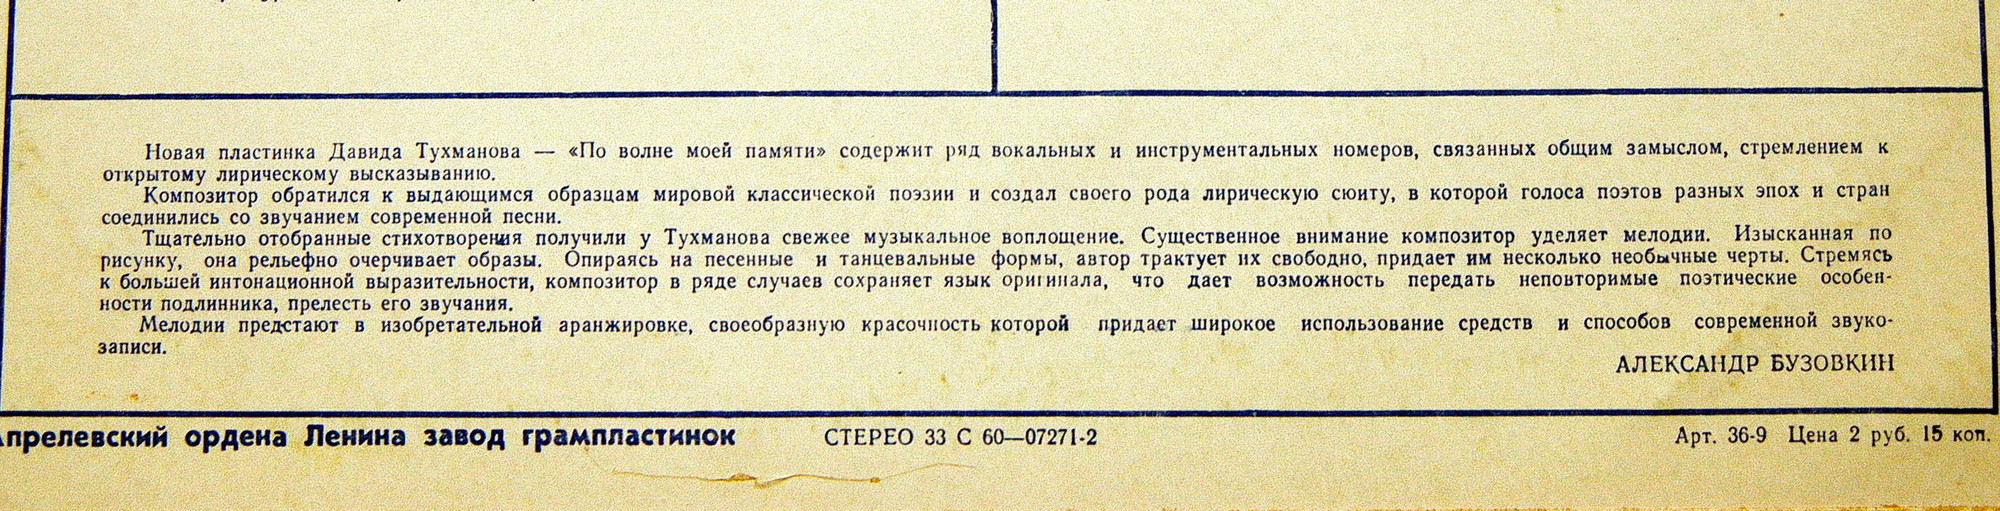 Новая пластинка Давида Тухманова — «По волне моей памяти» содержит ряд вокальных и инструментальных номеров, связанных общим замыслом, стремлением к
открытому лирическому высказыванию.
Композитор обратился к выдающимся образцам мировой классической поэзии и создал своего рода лирическую сюиту, в которой голоса поэтов разных эпох и стран
соединились со звучанием современной песни.
Тщательно отобранные стихотворения получили у Тухманова свежее музыкальное воплощение. Существенное внимание композитор уделяет мелодии. Изысканная по
рисунку, она рельефно очерчивает образы. Опираясь на песенные и танцевальные формы, автор трактует их свободно, придает им несколько необычные черты. Стремясь
к большей интонационной выразительности, композитор в ряде случаев сохраняет язык оригинала, что дает возможность передать неповторимые поэтические особен-
ности подлинника, прелесть его звучания.
Мелодии предстают в изобретательной аранжировке, своеобразную красочность которой придает широкое использование средств и способов современной звуко-
записи.
АЛЕКСАНДР БУЗОВКИН
Апрелевский ордена Ленина завод грампластинок СТЕРЕО 33 С 60—07271-2 Арт. 36-9 Цена 2 руб. 15 коп.